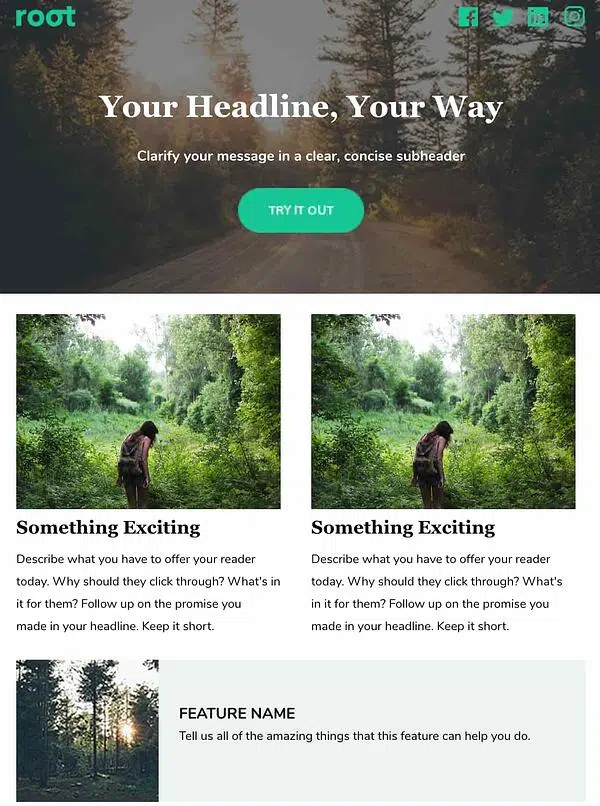 root
Your Headline, Your Way
Clarify your message in a clear, concise subheader
TRY IT OUT
Something Exciting
Describe what you have to offer your reader
today. Why should they click through? What's in
it for them? Follow up on the promise you
made in your headline. Keep it short.
Something Exciting
Describe what you have to offer your reader
today. Why should they click through? What's
in it for them? Follow up on the promise you
made in your headline. Keep it short.
FEATURE NAME
Tell us all of the amazing things that this feature can help you do.